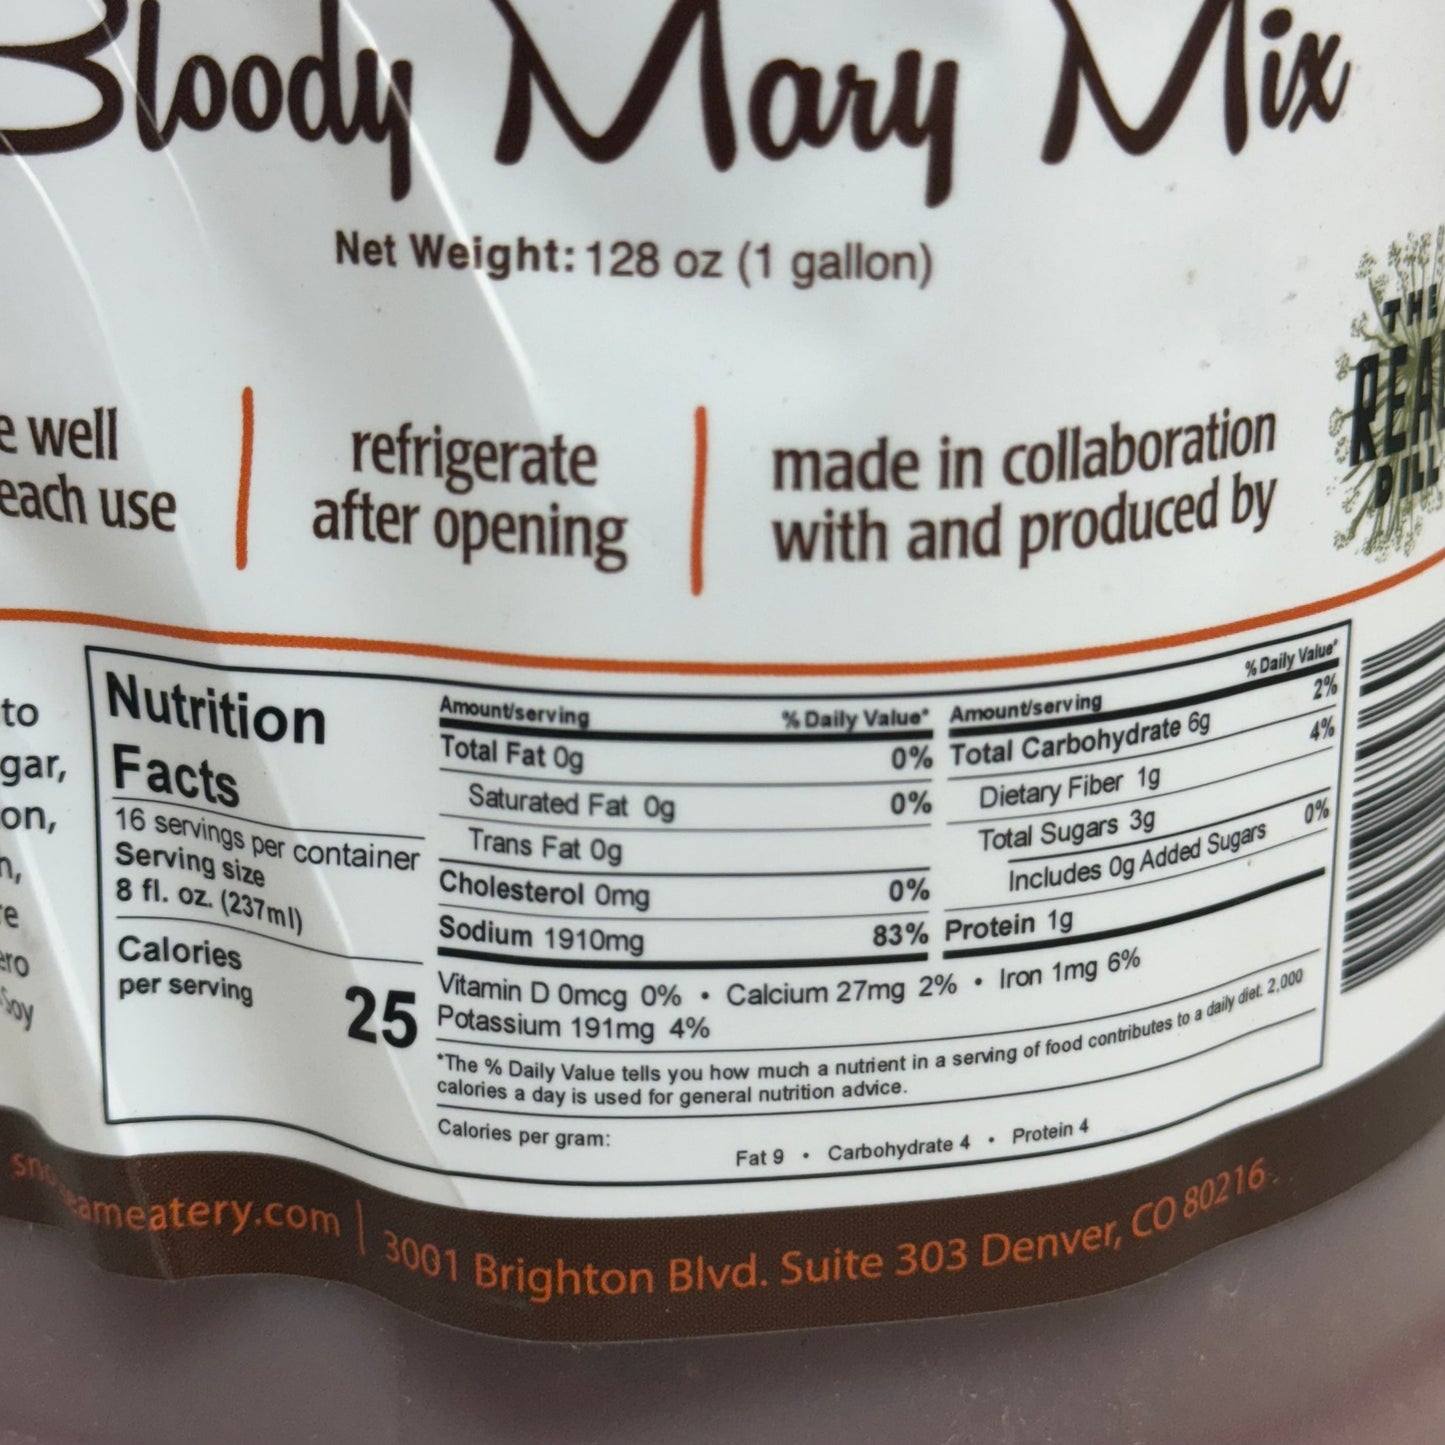 Bloody Mary Mix
Net Weight: 128 oz (1 gallon)
well
each use
refrigerate
after opening
made in collaboration
with and produced by
THE
REAL
DILL
to
on,
Nutrition
Facts
16 servings per container
Serving size
8 fl. oz. (237ml)
Calories
per serving
25
Amount/serving % Daily Value*
Total Fat 0g 0%
Saturated Fat 0g 0%
Trans Fat 0g
Cholesterol 0mg 0%
Sodium 1910mg 83%
Amount/serving % Daily Value*
Total Carbohydrate 6g 2%
Dietary Fiber 1g 4%
Total Sugars 3g
Includes 0g Added Sugars 0%
Protein 1g
Vitamin D 0mcg 0% • Calcium 27mg 2% • Iron 1mg 6%
Potassium 191mg 4%
*The % Daily Value tells you how much a nutrient in a serving of food contributes to a daily diet. 2,000
calories a day is used for general nutrition advice.
Calories per gram:
Fat 9 • Carbohydrate 4 • Protein 4
3001 Brighton Blvd. Suite 303 Denver, CO 80216